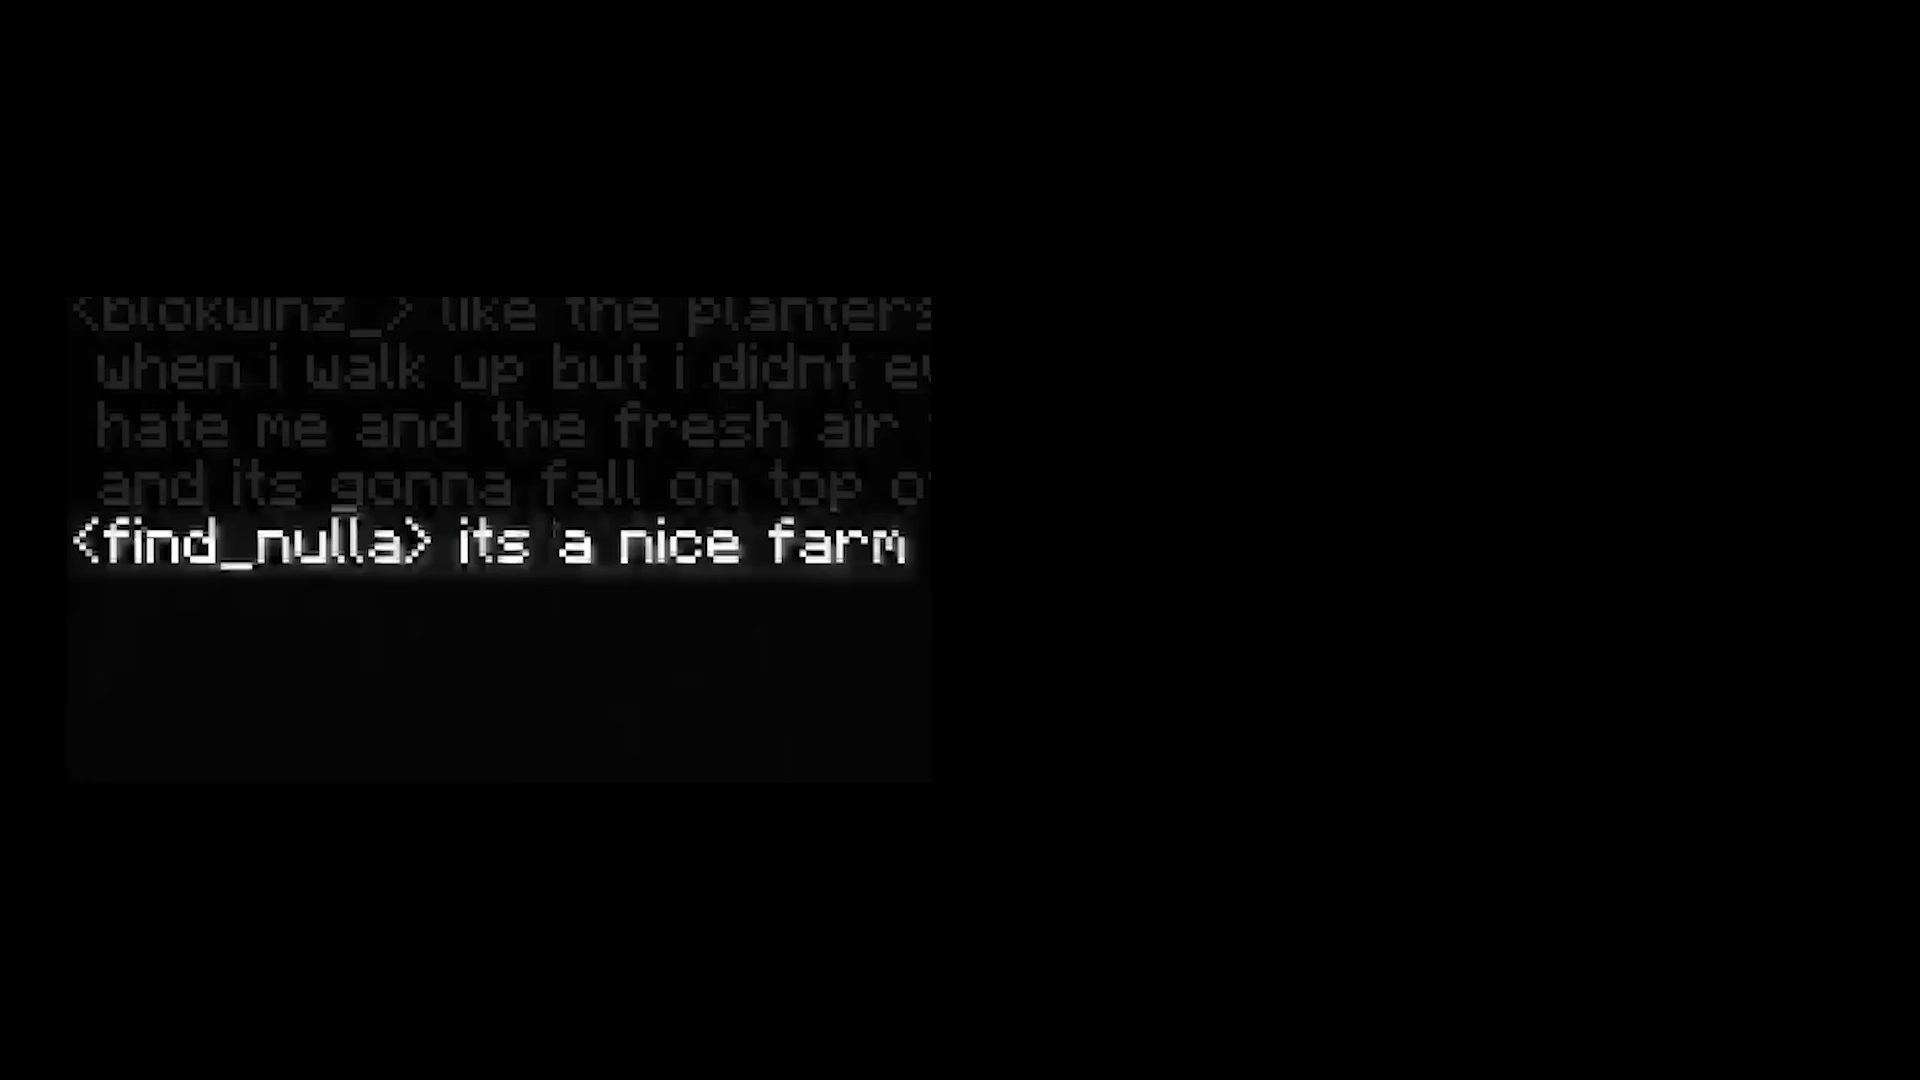 <blokwinz_> like the planters
when i walk up but i didnt
hate me and the fresh air
and its gonna fall on top
<find_nulla> its a nice farm